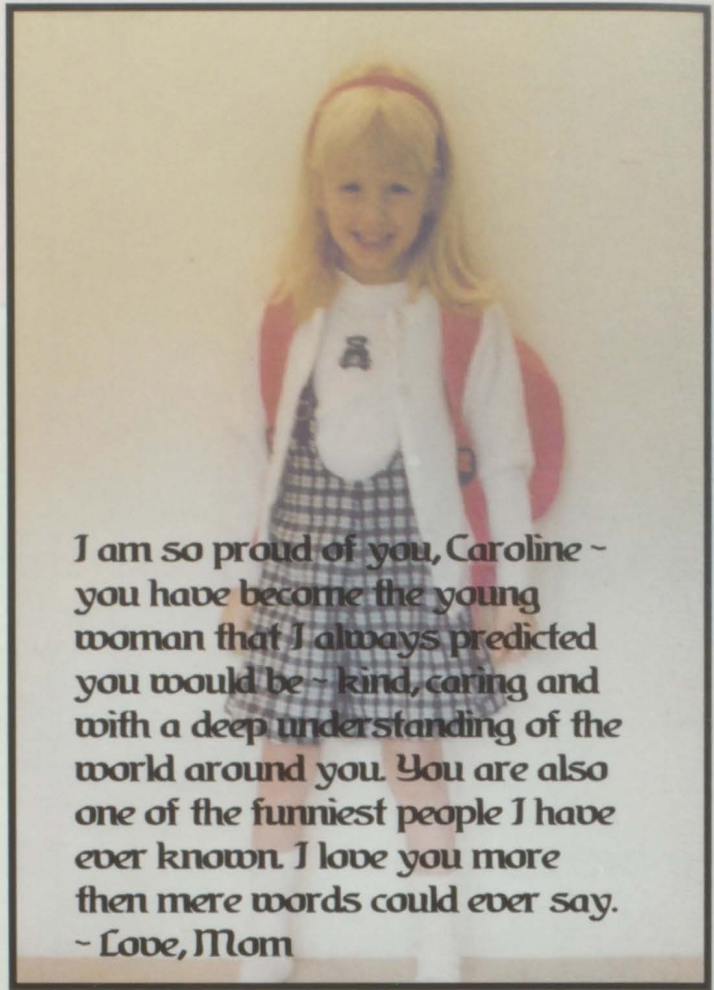 I am so proud of you, Caroline ~
you have become the young
woman that I always predicted
you would be ~ kind, caring and
with a deep understanding of the
world around you. You are also
one of the funniest people I have
ever known. I love you more
then mere words could ever say.
~ Love, Mom